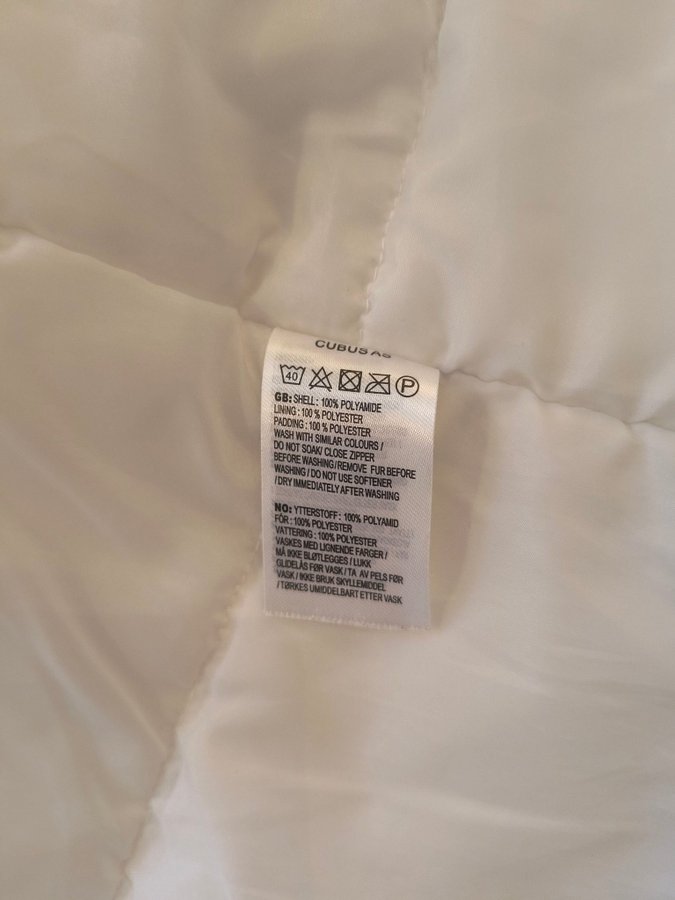 CUBUS AS
40 P
GB: SHELL : 100% POLYAMIDE
LINING : 100 % POLYESTER
PADDING : 100 % POLYESTER
WASH WITH SIMILAR COLOURS /
DO NOT SOAK/ CLOSE ZIPPER
BEFORE WASHING/REMOVE FUR BEFORE
WASHING / DO NOT USE SOFTENER
/DRY IMMEDIATELY AFTER WASHING
NO: YTTERSTOFF : 100% POLYAMID
FÔR : 100% POLYESTER
VATTERING : 100% POLYESTER
VASKES MED LIGNENDE FARGER /
MÅ IKKE BLØTLEGGES / LUKK
GLIDELÅS FØR VASK / TA AV PELS FØR
VASK / IKKE BRUK SKYLLEMIDDEL
/ TØRKES UMIDDELBART ETTER VASK